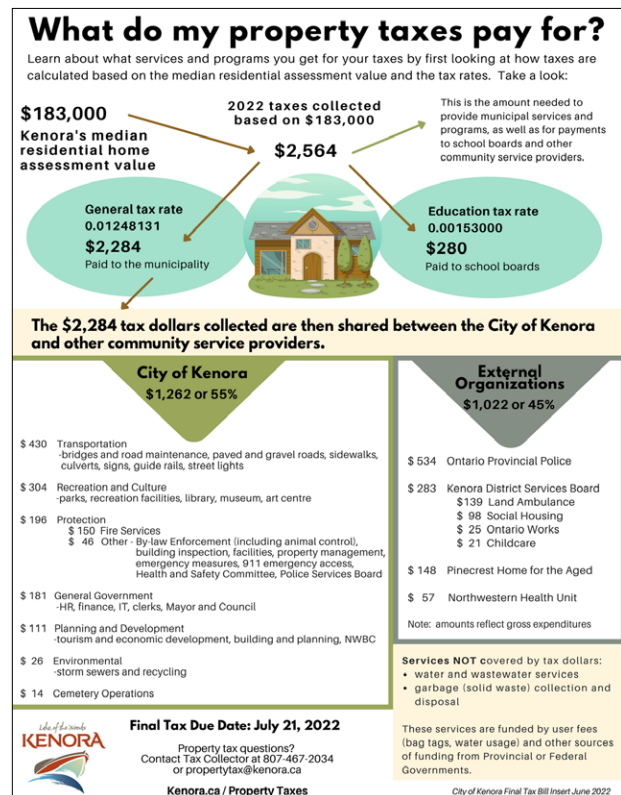 What do my property taxes pay for?
Learn about what services and programs you get for your taxes by first looking at how taxes are
calculated based on the median residential assessment value and the tax rates. Take a look:
$183,000
Kenora's median
residential home
assessment value
2022 taxes collected
based on $183,000
$2,564
This is the amount needed to
provide municipal services and
programs, as well as for payments
to school boards and other
community service providers.
General tax rate
0.01248131
$2,284
Paid to the municipality
Education tax rate
0.00153000
$280
Paid to school boards
The $2,284 tax dollars collected are then shared between the City of Kenora
and other community service providers.
City of Kenora
$1,262 or 55%
$ 430 Transportation
-bridges and road maintenance, paved and gravel roads, sidewalks,
culverts, signs, guide rails, street lights
$ 304 Recreation and Culture
-parks, recreation facilities, library, museum, art centre
$ 196 Protection
$ 150 Fire Services
$ 46 Other - By-law Enforcement (including animal control),
building inspection, facilities, property management,
emergency measures, 911 emergency access,
Health and Safety Committee, Police Services Board
$ 181 General Government
-HR, finance, IT, clerks, Mayor and Council
$ 111 Planning and Development
-tourism and economic development, building and planning, NWBC
$ 26 Environmental
-storm sewers and recycling
$ 14 Cemetery Operations
External
Organizations
$1,022 or 45%
$ 534 Ontario Provincial Police
$ 283 Kenora District Services Board
$139 Land Ambulance
$ 98 Social Housing
$ 25 Ontario Works
$ 21 Childcare
$ 148 Pinecrest Home for the Aged
$ 57 Northwestern Health Unit
Note: amounts reflect gross expenditures
Services NOT covered by tax dollars:
• water and wastewater services
• garbage (solid waste) collection and
disposal
These services are funded by user fees
(bag tags, water usage) and other sources
of funding from Provincial or Federal
Governments.
Lake of the Woods
KENORA
Final Tax Due Date: July 21, 2022
Property tax questions?
Contact Tax Collector at 807-467-2034
or propertytax@kenora.ca
Kenora.ca / Property Taxes
City of Kenora Final Tax Bill Insert June 2022